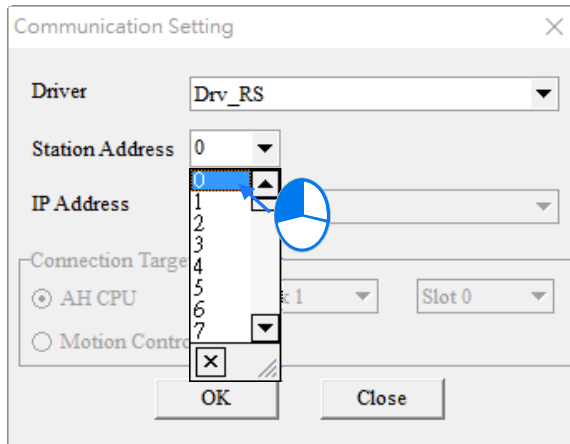 Communication Setting
Driver
Drv_RS
Station Address
0
0
1
2
3
4
5
6
7
IP Address
Connection Targe
AH CPU
1
Slot 0
Motion Contro
OK
Close